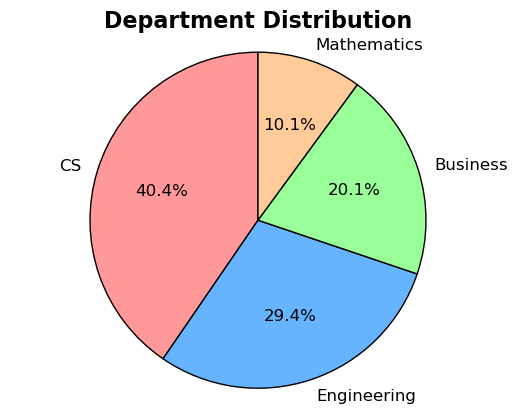 Department Distribution
Mathematics
10.1%
CS
Business
40.4%
20.1%
29.4%
Engineering